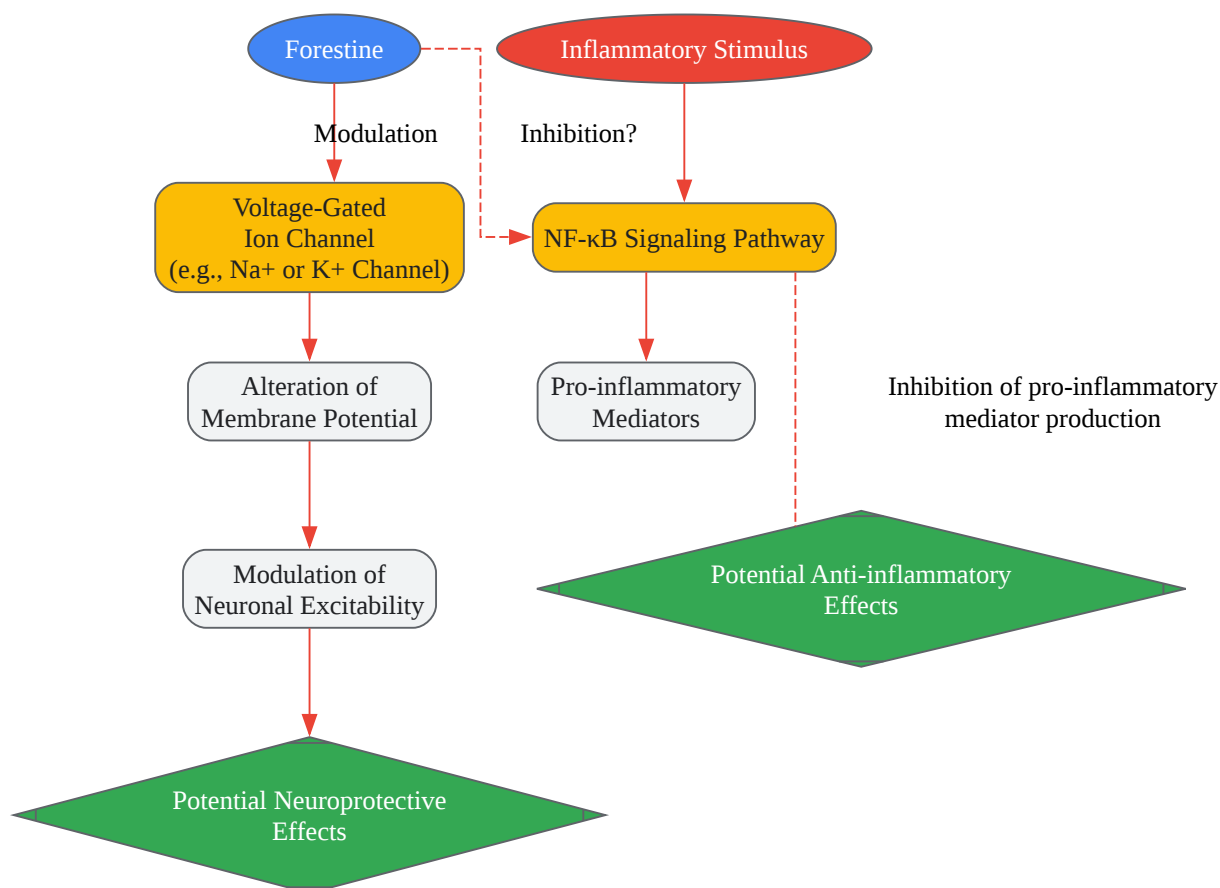 Forestine
Inflammatory Stimulus
Modulation
Inhibition?
Voltage-Gated
Ion Channel
(e.g., Na+ or K+ Channel)
NF-κB Signaling Pathway
Alteration of
Membrane Potential
Pro-inflammatory
Mediators
Inhibition of pro-inflammatory
mediator production
Modulation of
Neuronal Excitability
Potential Anti-inflammatory
Effects
Potential Neuroprotective
Effects